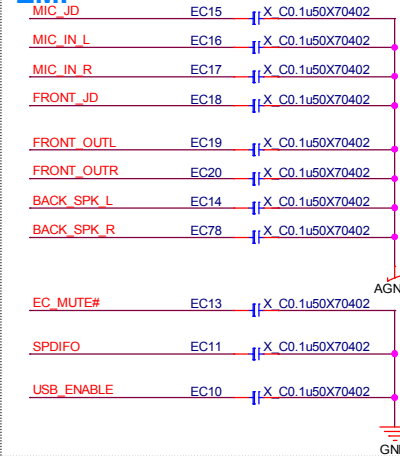 MIC_JD EC15 X_C0.1u50X70402
MIC_IN_L EC16 X_C0.1u50X70402
MIC_IN_R EC17 X_C0.1u50X70402
FRONT_JD EC18 X_C0.1u50X70402
FRONT_OUTL EC19 X_C0.1u50X70402
FRONT_OUTR EC20 X_C0.1u50X70402
BACK_SPK_L EC14 X_C0.1u50X70402
BACK_SPK_R EC78 X_C0.1u50X70402
AGN
EC_MUTE# EC13 X_C0.1u50X70402
SPDIFO EC11 X_C0.1u50X70402
USB_ENABLE EC10 X_C0.1u50X70402